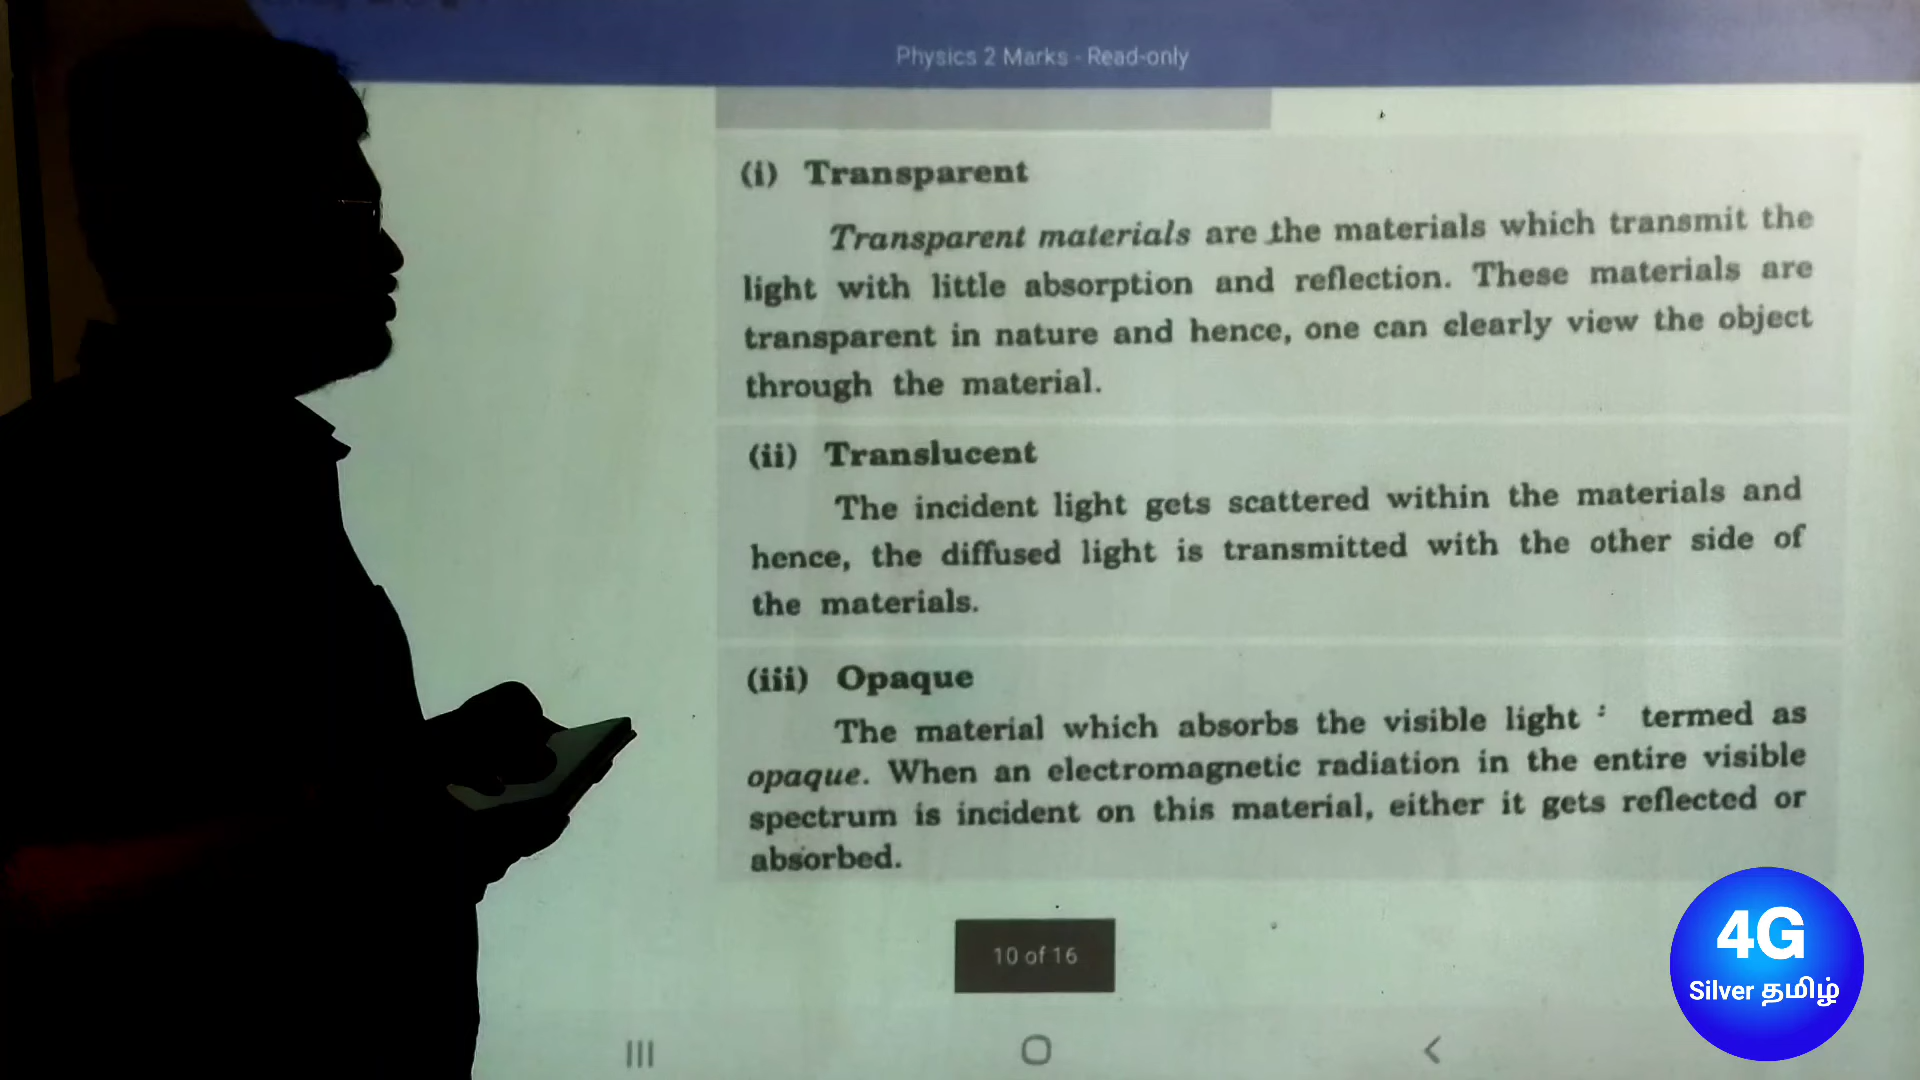 Physics 2 Marks - Read-only
(i) Transparent
Transparent materials are the materials which transmit the
light with little absorption and reflection. These materials are
transparent in nature and hence, one can clearly view the object
through the material.
(ii) Translucent
The incident light gets scattered within the materials and
hence, the diffused light is transmitted with the other side of
the materials.
(iii) Opaque
The material which absorbs the visible light termed as
opaque. When an electromagnetic radiation in the entire visible
spectrum is incident on this material, either it gets reflected or
absorbed.
10 of 16
4G
Silver தமிழ்